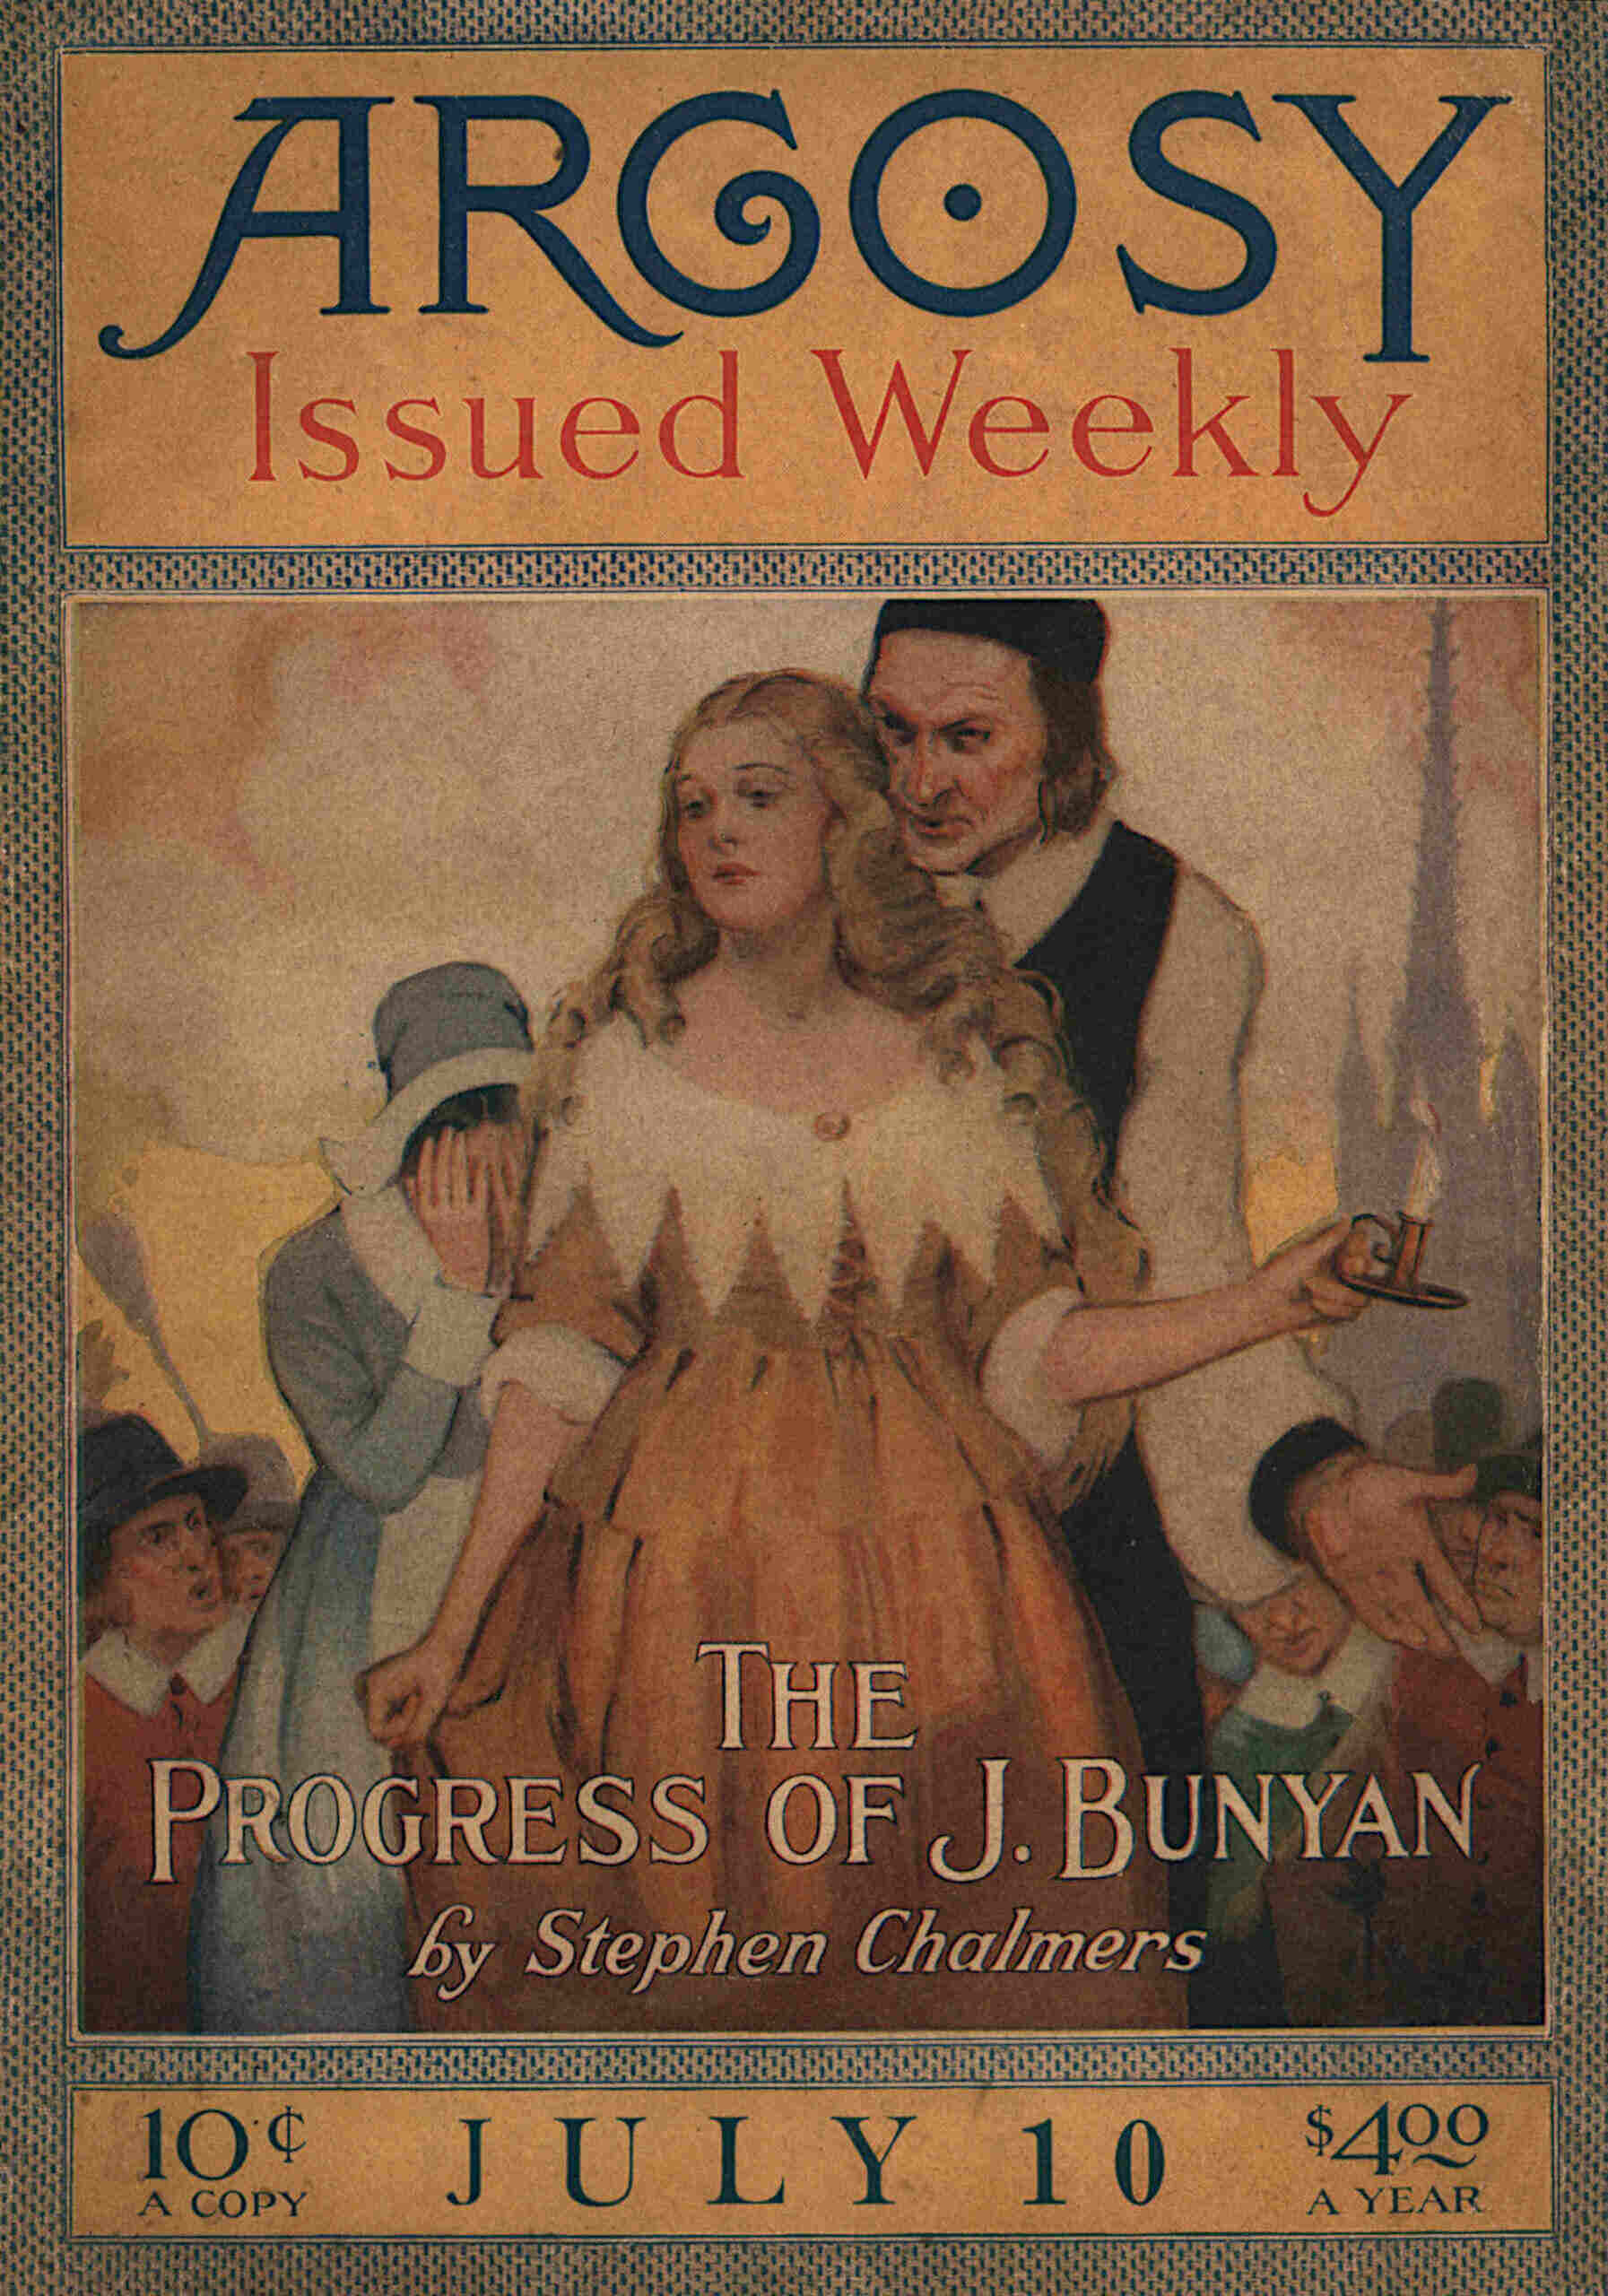 ARGOSY
Issued Weekly
THE
PROGRESS OF J. BUNYAN
by Stephen Chalmers
10¢
A COPY
JULY 10
$4.00
A YEAR